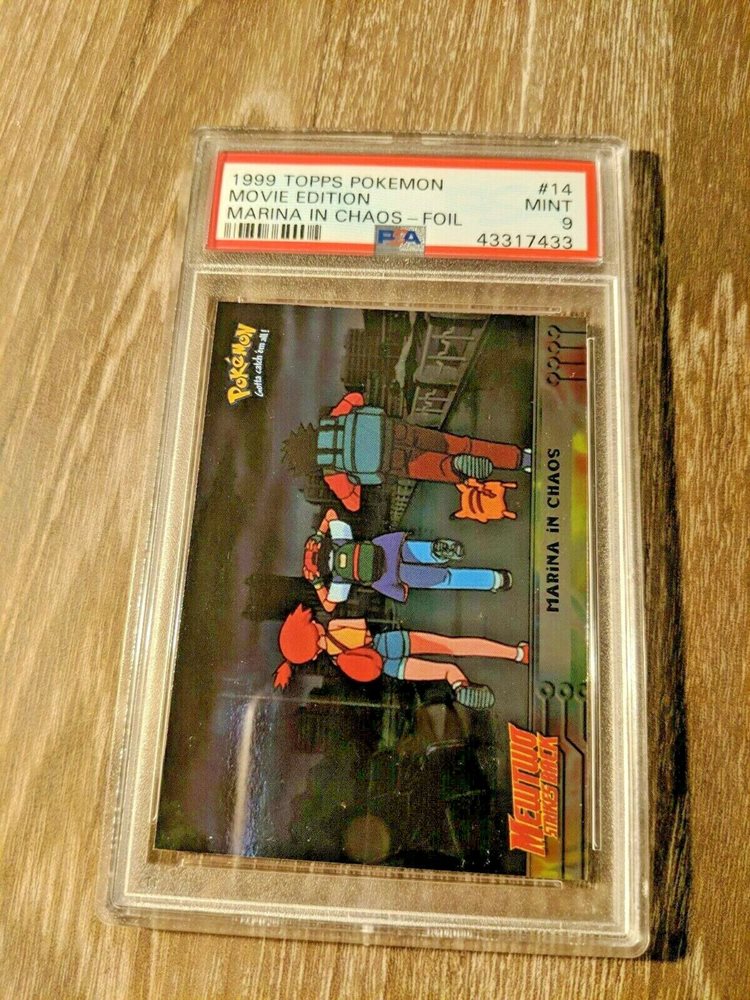 1999 TOPPS POKEMON #14
MOVIE EDITION MINT
MARINA IN CHAOS – FOIL 9
PSA 43317433
POKéMON
Gotta catch 'em all!
MARiNA iN CHAOS
MEWTWO
STRIKES BACK